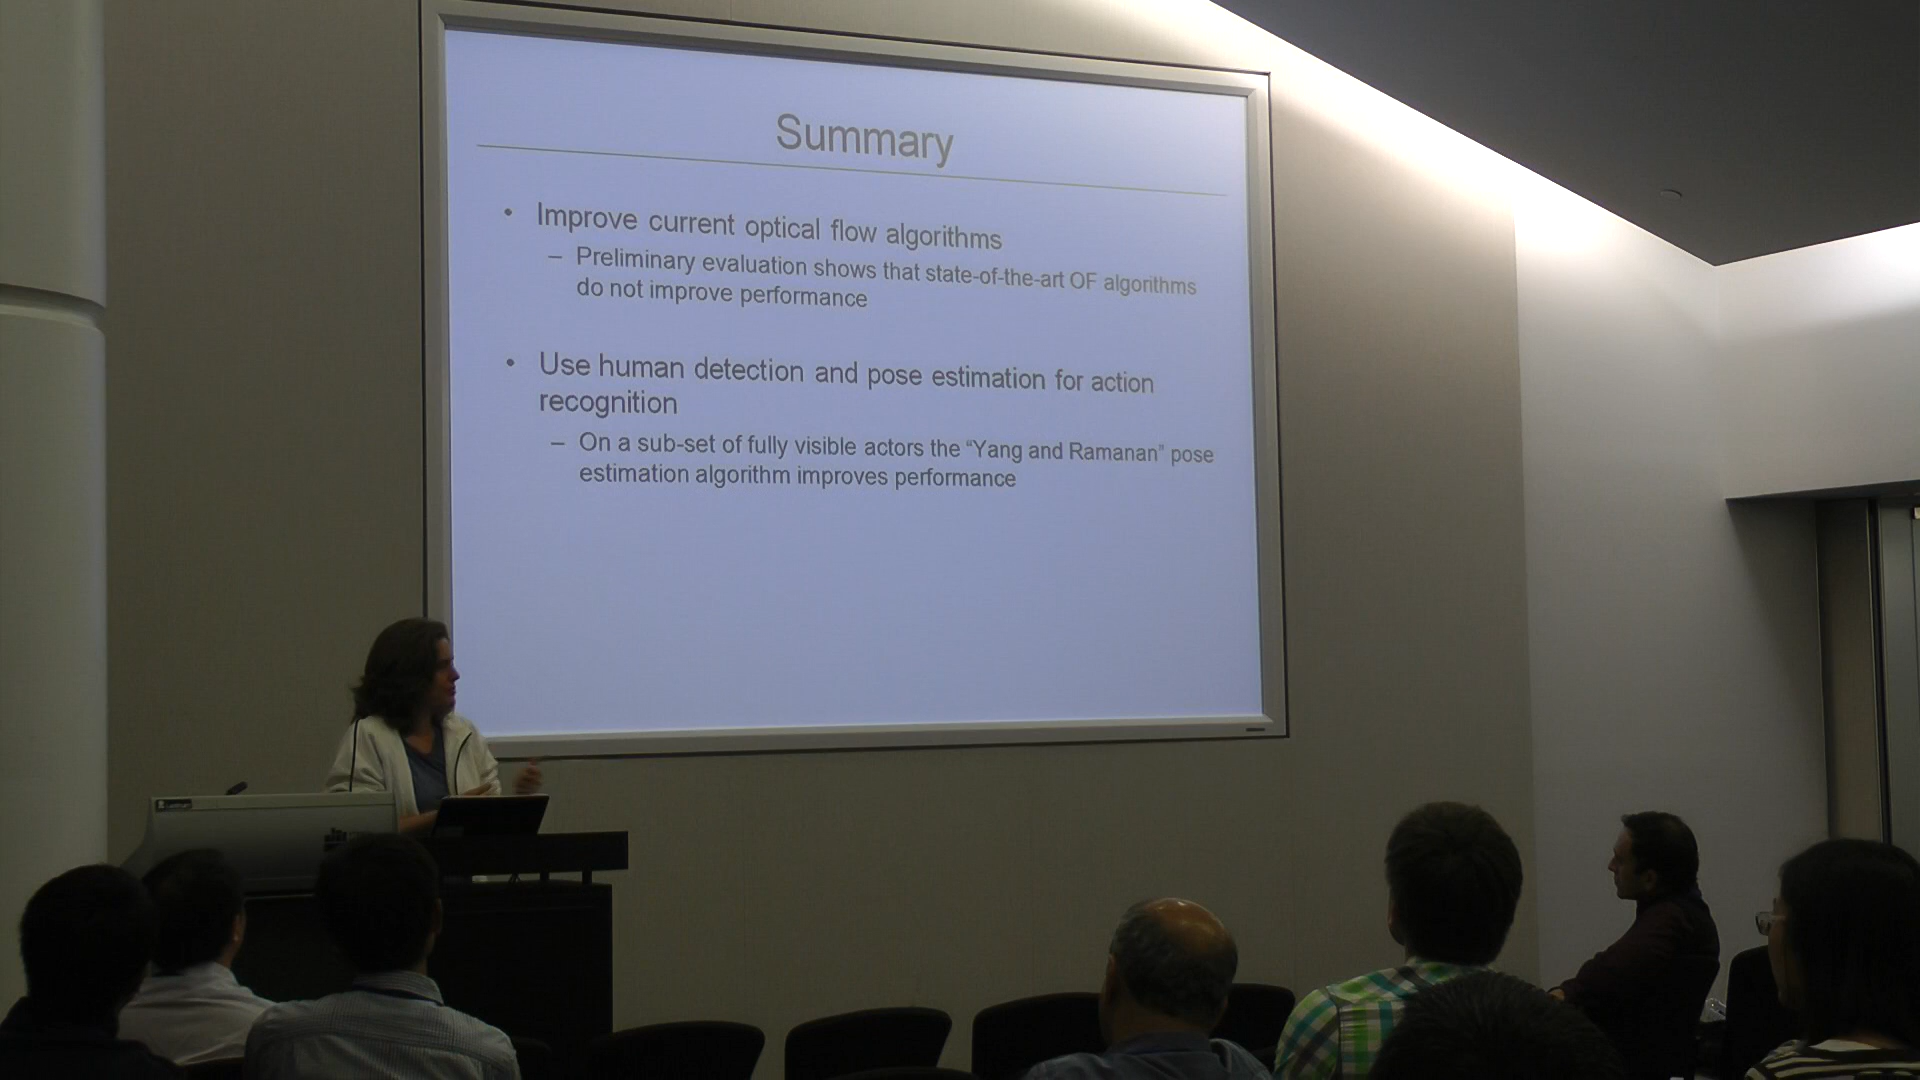 Summary
• Improve current optical flow algorithms
– Preliminary evaluation shows that state-of-the-art OF algorithms
do not improve performance
• Use human detection and pose estimation for action
recognition
– On a sub-set of fully visible actors the “Yang and Ramanan” pose
estimation algorithm improves performance